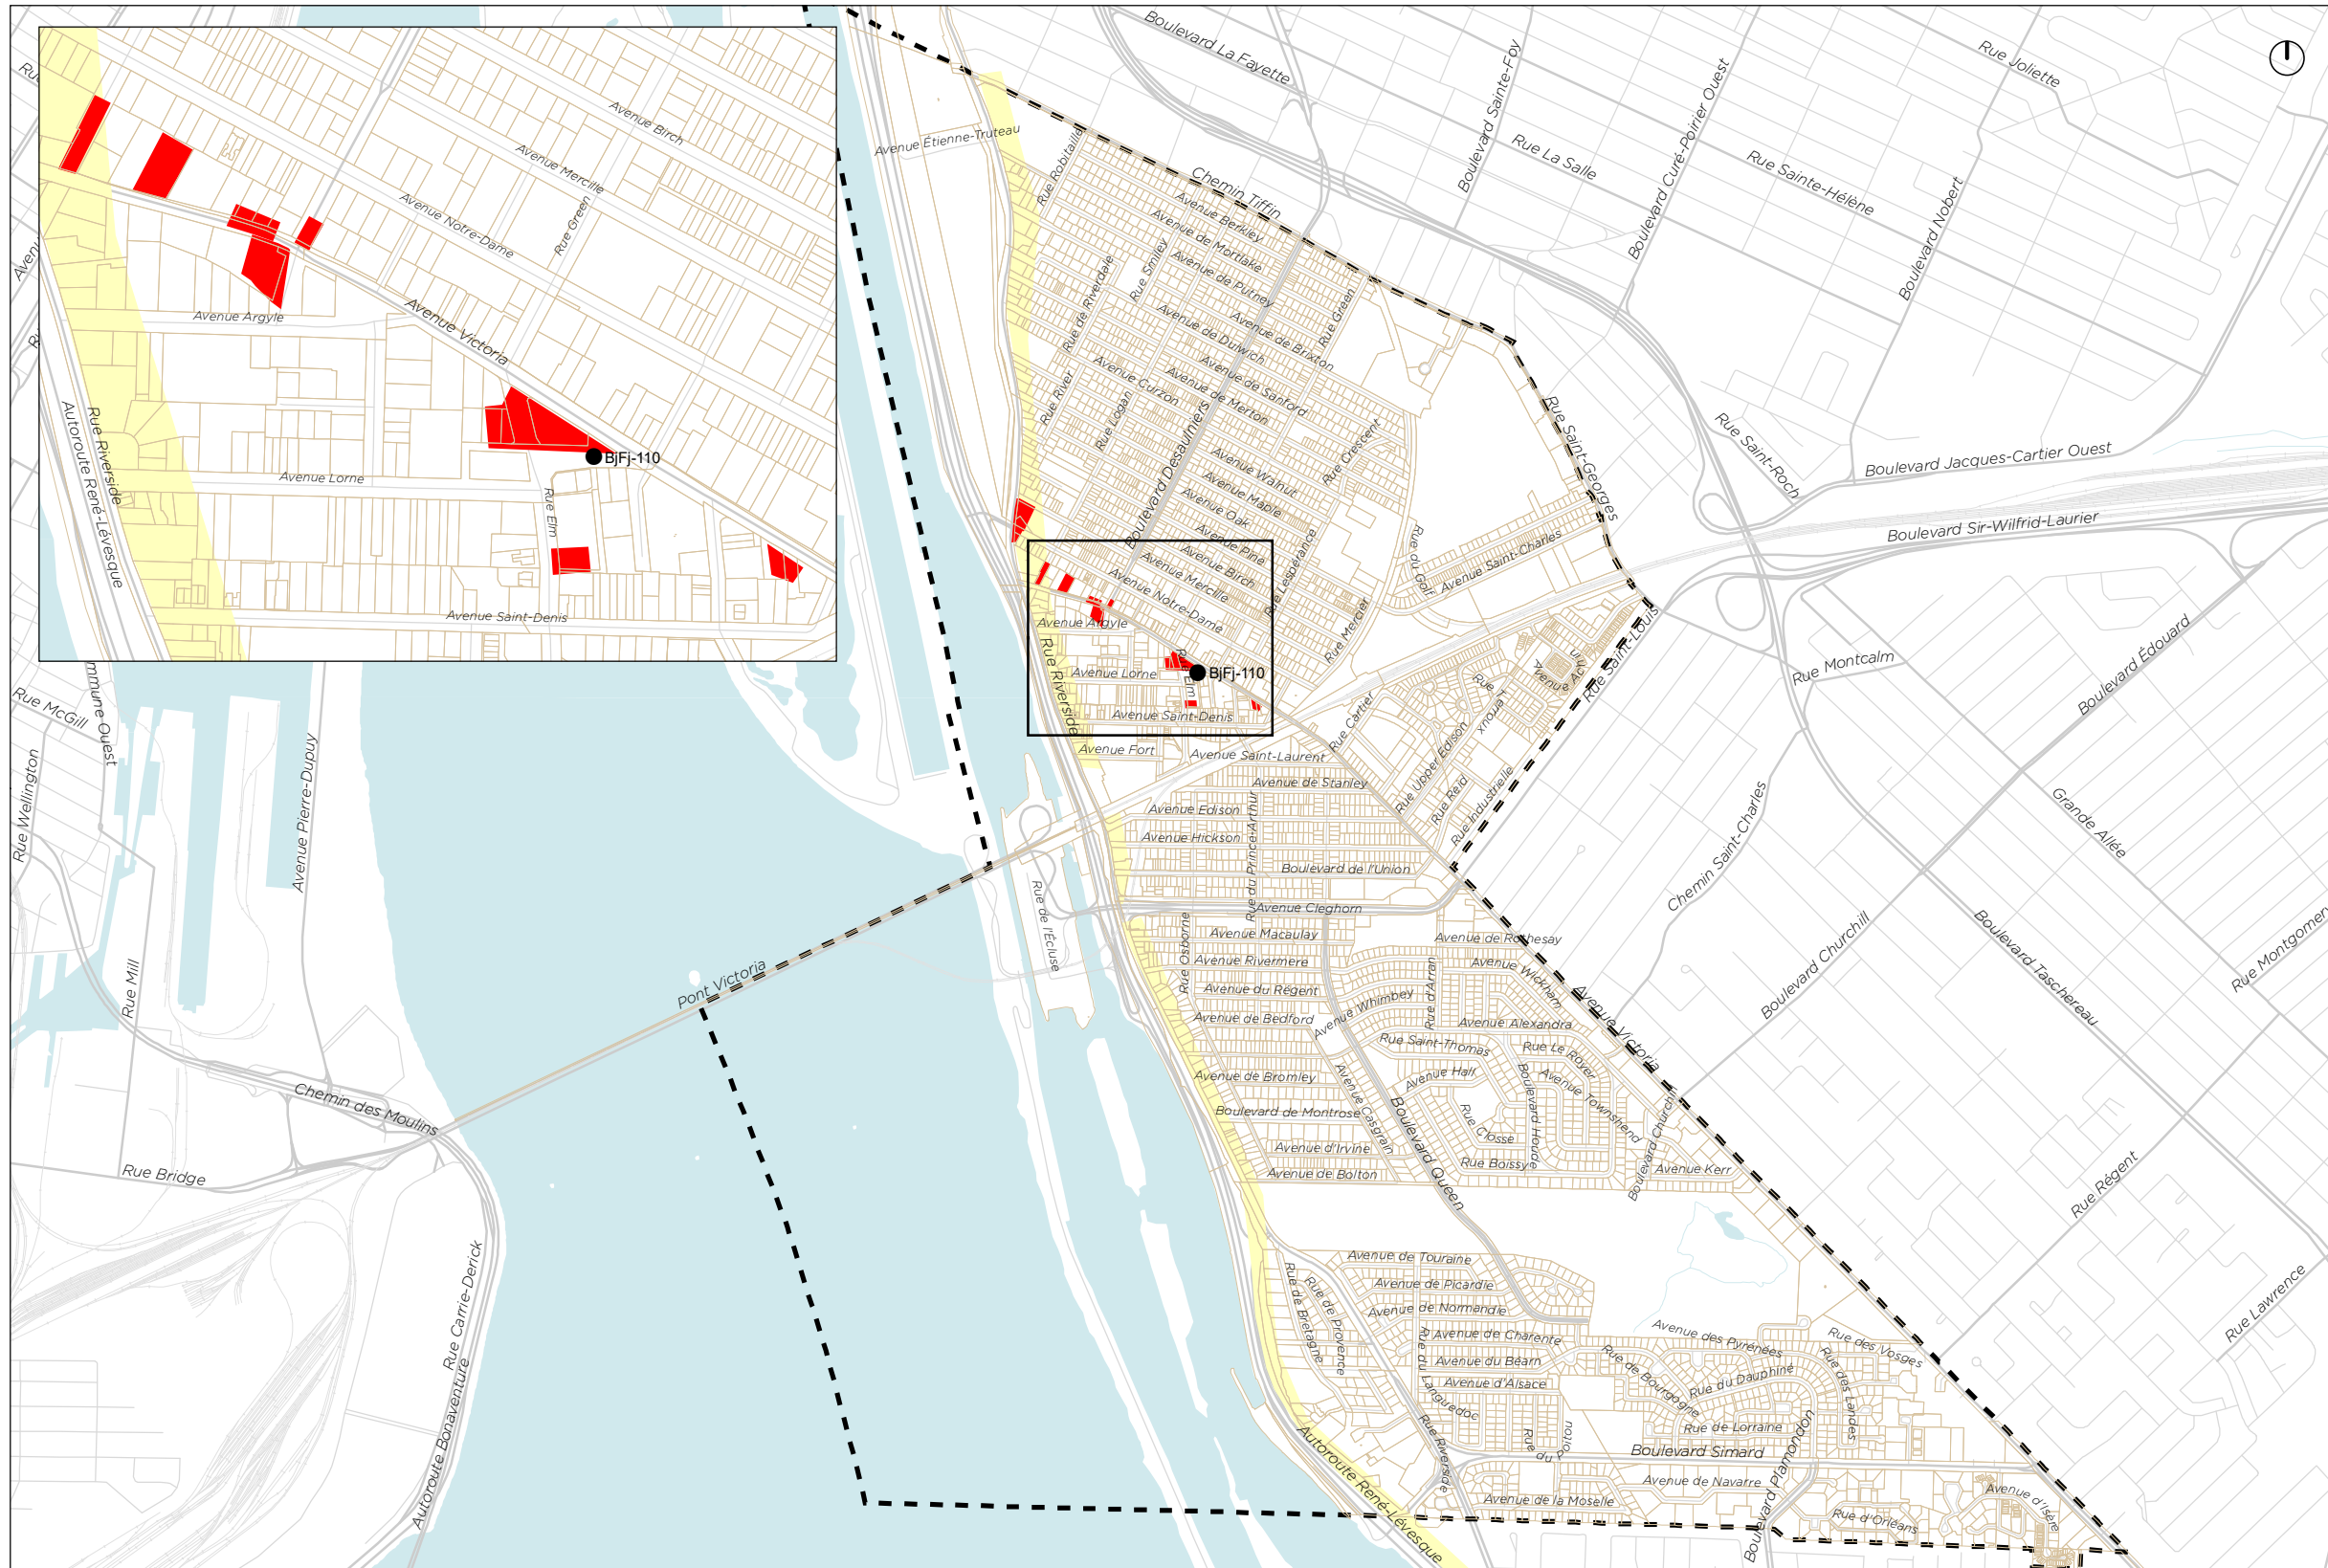 Rue
Avenue Birch
Avenue Mercille
Avenue Notre-Dame
Rue Green
Avenue Argyle
Avenue Victoria
Rue Riverside
Autoroute René-Lévesque
Avenue Lorne
Rue Elm
BjFj-110
Avenue Saint-Denis
Boulevard La Fayette
Boulevard Sainte-Foy
Boulevard Curé-Poirier Ouest
Rue Joliette
Avenue Étienne-Truteau
Rue Robitaille
Chemin Tiffin
Rue La Salle
Rue Sainte-Hélène
Boulevard Nobert
Avenue Berkley
Avenue de Mortlake
Avenue de Putney
Rue Smiley
Rue de Riverdale
Avenue de Dulwich
Avenue de Brixton
Rue Green
Avenue Curzon
Avenue de Sanford
Avenue de Merton
Rue River
Rue Logan
Boulevard Desaulniers
Rue Crescent
Avenue Walnut
Avenue Maple
Avenue Oak
Avenue Pine
Avenue Birch
Avenue Mercille
Avenue Notre-Dame
Rue Lespérance
Rue Mercier
Rue du Golf
Avenue Saint-Charles
Rue Saint-Georges
Rue Saint-Roch
Boulevard Jacques-Cartier Ouest
Boulevard Sir-Wilfrid-Laurier
Avenue Argyle
Rue Riverside
Avenue Lorne
Rue Elm
BjFj-110
Avenue Saint-Denis
Avenue Fort
Avenue Saint-Laurent
Rue Cartier
Rue Saint-Louis
Rue Montcalm
Boulevard Édouard
Rue Upper Edison
Rue Reid
Rue Industrielle
Avenue de Stanley
Avenue Edison
Avenue Hickson
Rue du Prince-Arthur
Boulevard de l'Union
Avenue Cleghorn
Rue McGill
Rue Wellington
mmune Ouest
Avenue Pierre-Dupuy
Rue Mill
Pont Victoria
Rue de l'Écluse
Chemin Saint-Charles
Grande Allée
Boulevard Churchill
Boulevard Taschereau
Rue Montgomery
Rue Osborne
Avenue Macaulay
Avenue Rivermere
Avenue du Régent
Avenue de Bedford
Avenue Whimbey
Rue d'Arran
Avenue de Rothesay
Avenue Wickham
Avenue Victoria
Avenue Alexandra
Rue Saint-Thomas
Rue Le Royer
Avenue de Bromley
Avenue Casgrain
Avenue Hall
Boulevard Houde
Avenue Townshend
Boulevard de Montrose
Rue Closse
Boulevard Churchill
Avenue d'Irvine
Avenue de Bolton
Boulevard Queen
Rue Boissy
Avenue Kerr
Chemin des Moulins
Rue Bridge
Rue Carrie-Derick
Autoroute Bonaventure
Rue Régent
Rue Lawrence
Avenue de Touraine
Avenue de Picardie
Avenue de Normandie
Rue de Bretagne
Rue de Provence
Avenue de Charente
Avenue du Béarn
Avenue d'Alsace
Rue du Languedoc
Avenue des Pyrénées
Rue des Vosges
Rue de Bourgogne
Rue du Dauphiné
Rue des Landes
Rue de Lorraine
Rue du Poitou
Boulevard Simard
Boulevard Plamondon
Avenue de Navarre
Avenue de la Moselle
Rue Riverside
Autoroute René-Lévesque
Rue d'Orléans
Avenue d'Isère